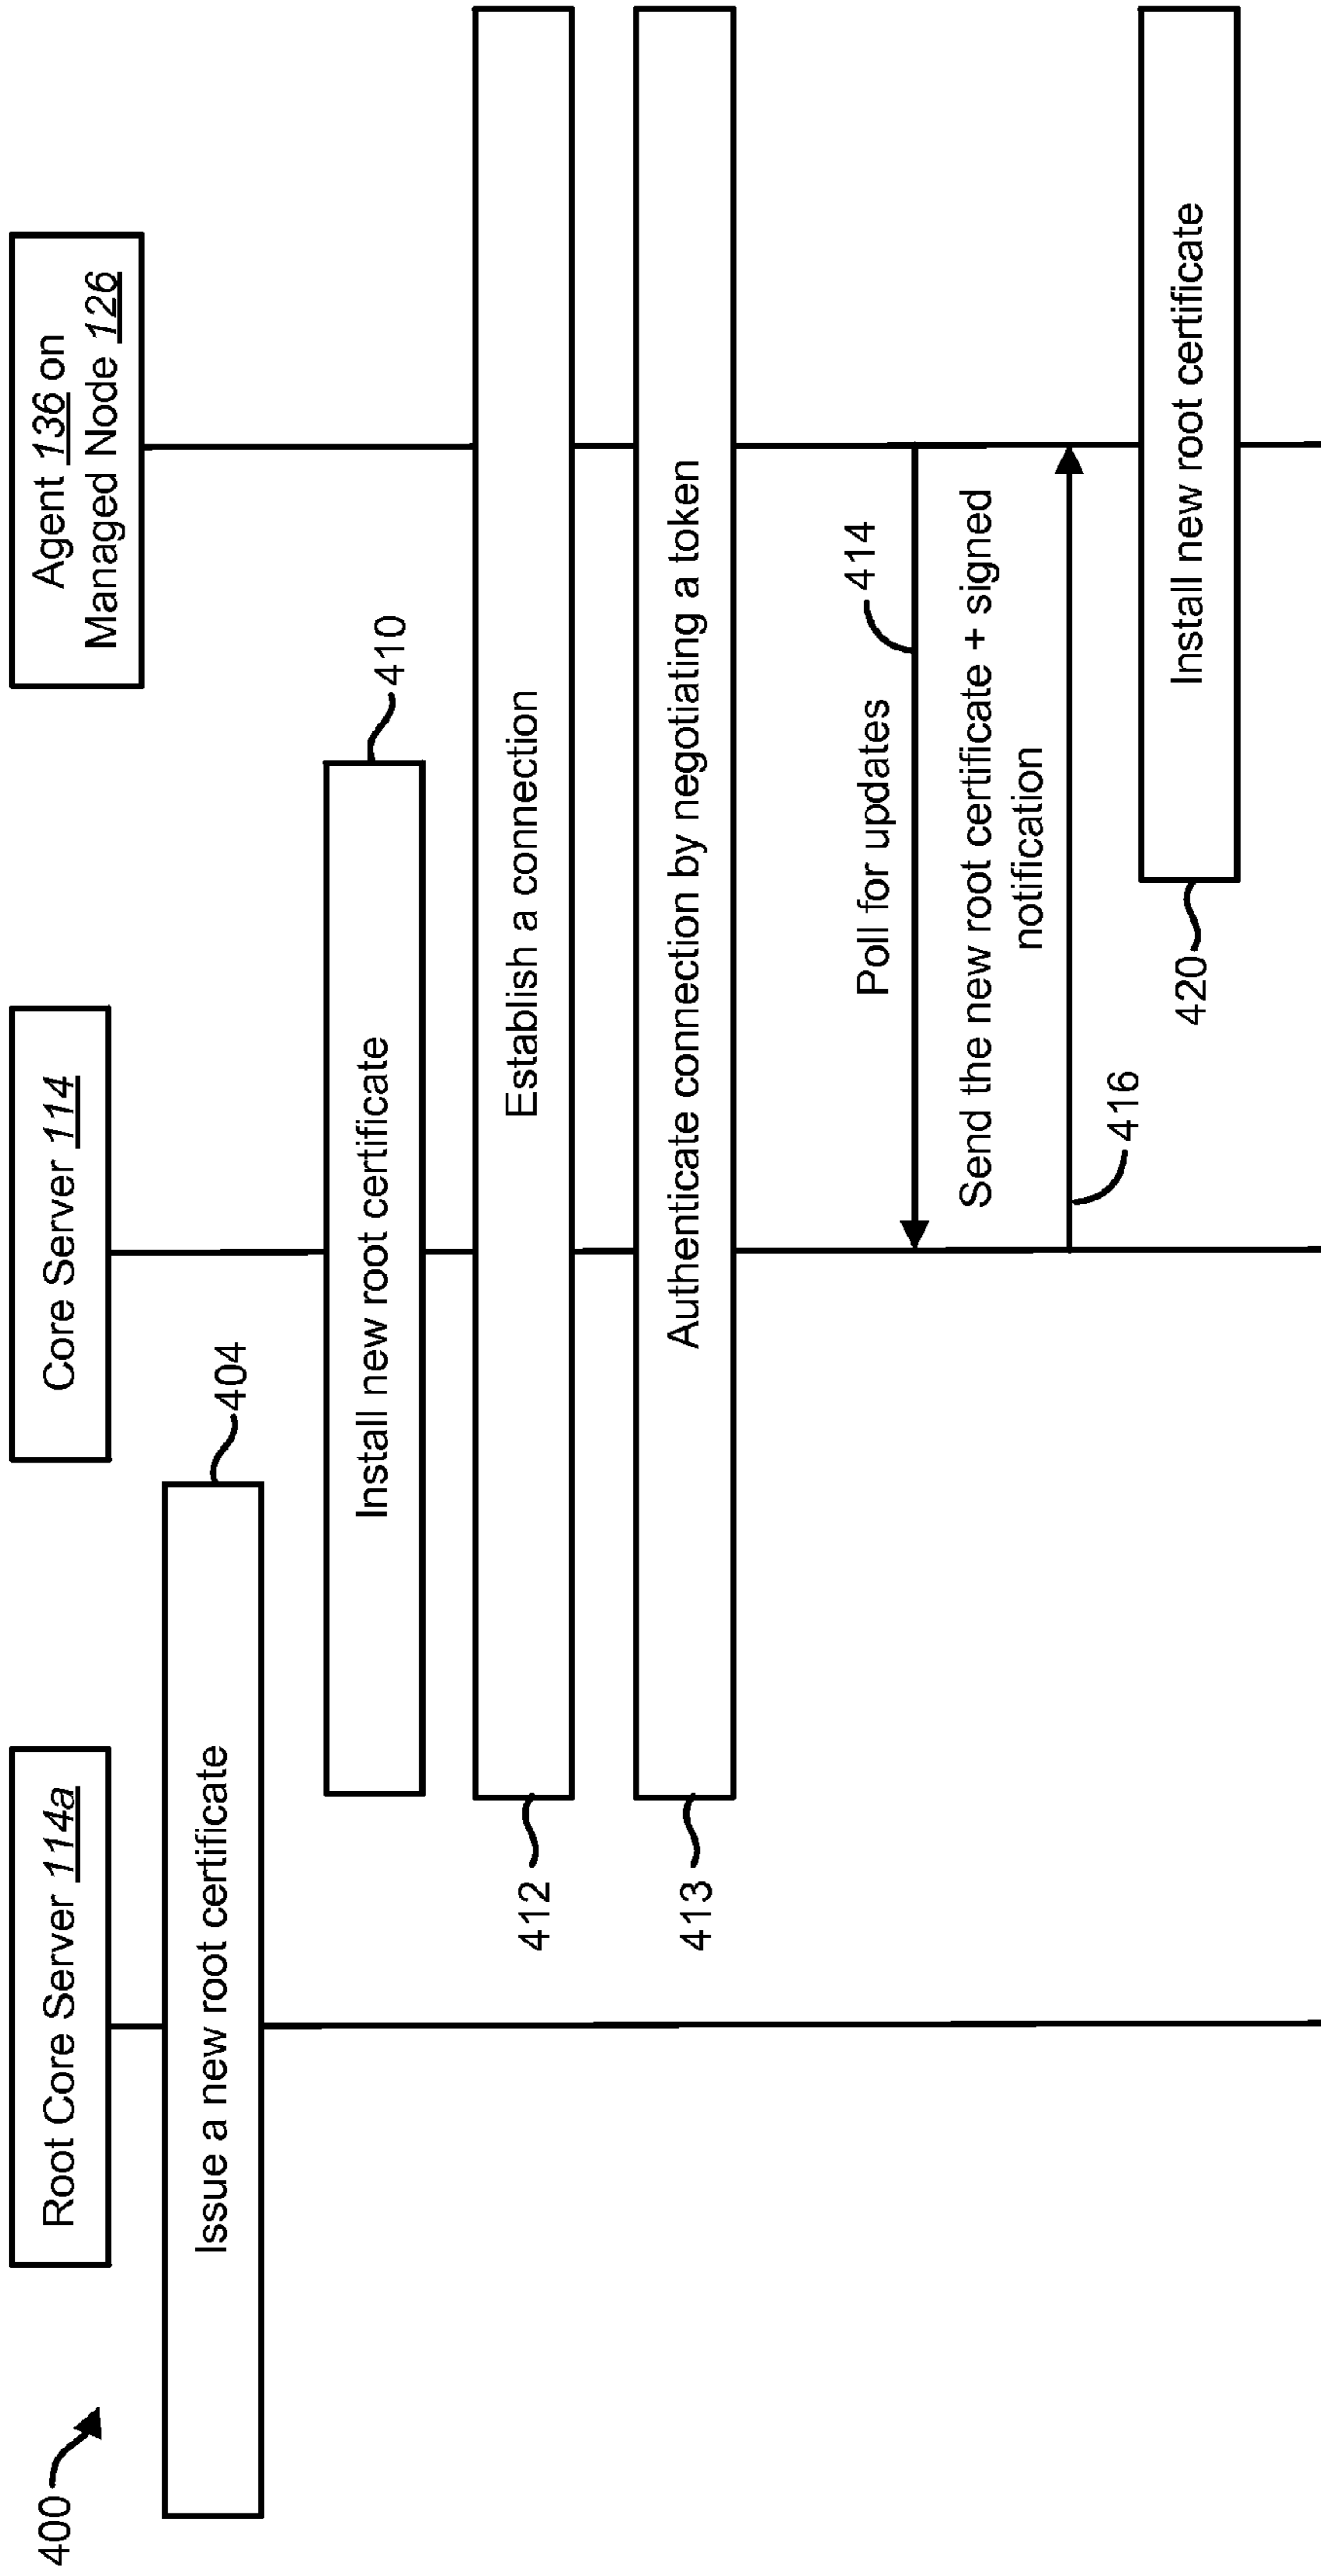 400
Root Core Server 114a
Core Server 114
Agent 136 on
Managed Node 126
Issue a new root certificate
404
Install new root certificate
410
Establish a connection
412
Authenticate connection by negotiating a token
413
Poll for updates
414
Send the new root certificate + signed
notification
416
Install new root certificate
420